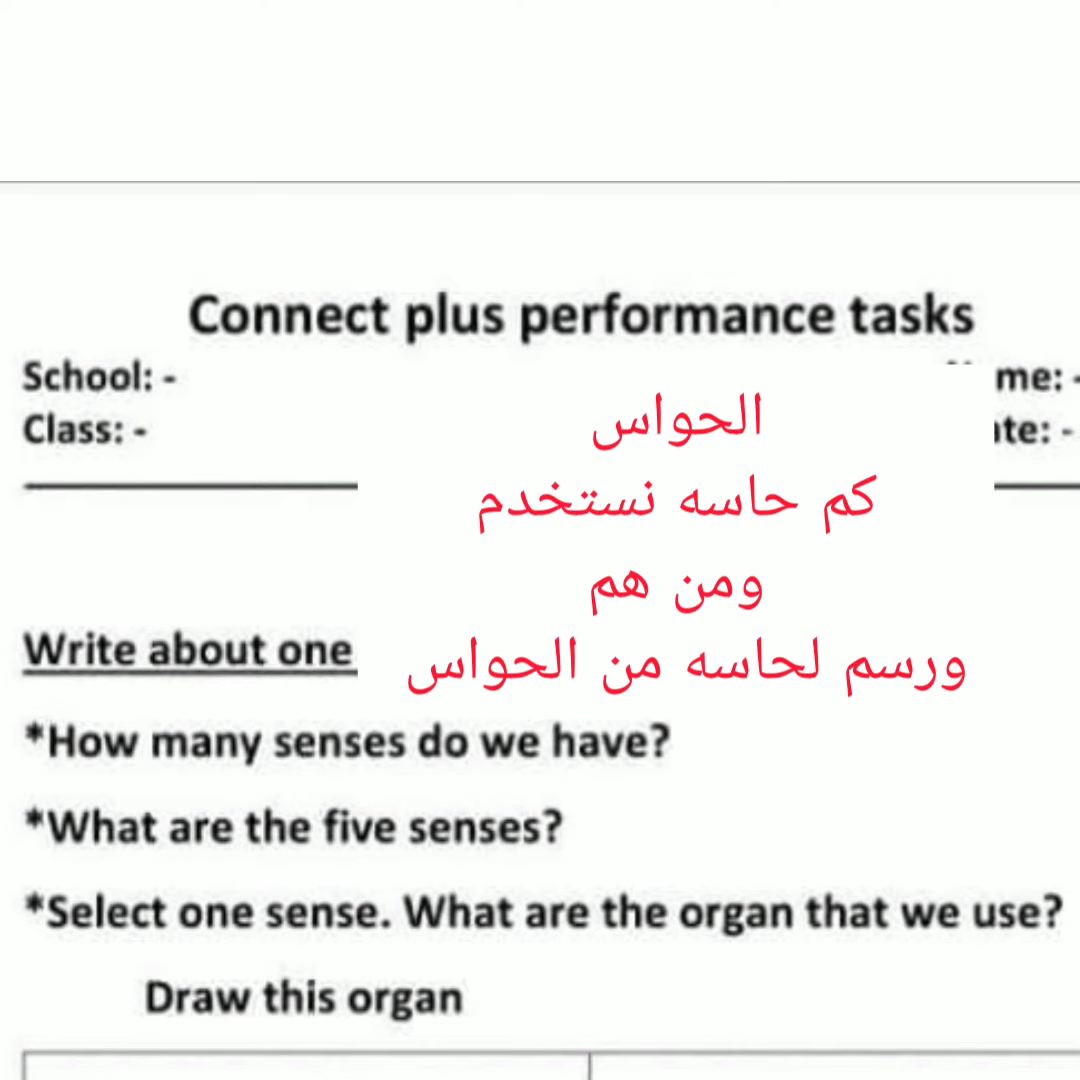 Connect plus performance tasks
School: -
me: -
الحواس
Class: -
te: -
كم حاسه نستخدم
ومن هم
Write about one
ورسم لحاسه من الحواس
*How many senses do we have?
*What are the five senses?
*Select one sense. What are the organ that we use?
Draw this organ